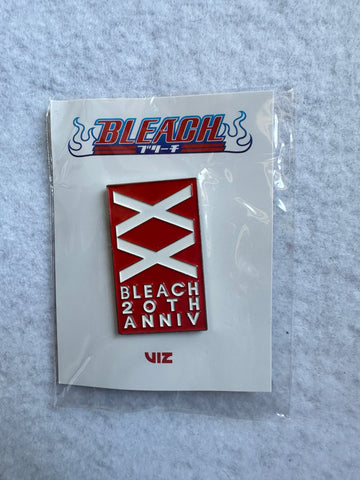 BLEACH
ブリーチ
XX
BLEACH
20TH
ANNIV
VIZ